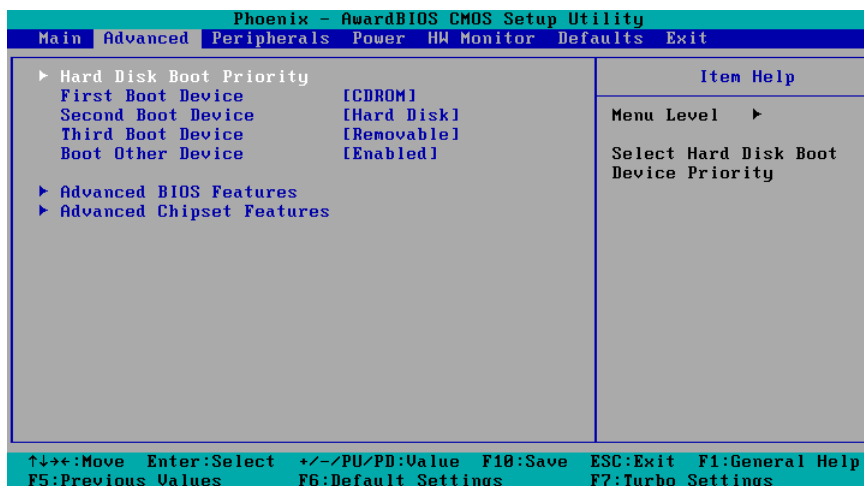 Phoenix - AwardBIOS CMOS Setup Utility
Main Advanced Peripherals Power HW Monitor Defaults Exit
▶ Hard Disk Boot Priority
First Boot Device [CDROM]
Second Boot Device [Hard Disk]
Third Boot Device [Removable]
Boot Other Device [Enabled]
▶ Advanced BIOS Features
▶ Advanced Chipset Features
Item Help
Menu Level ▶
Select Hard Disk Boot
Device Priority
↑↓→←:Move Enter:Select +/-/PU/PD:Value F10:Save ESC:Exit F1:General Help
F5:Previous Values F6:Default Settings F7:Turbo Settings